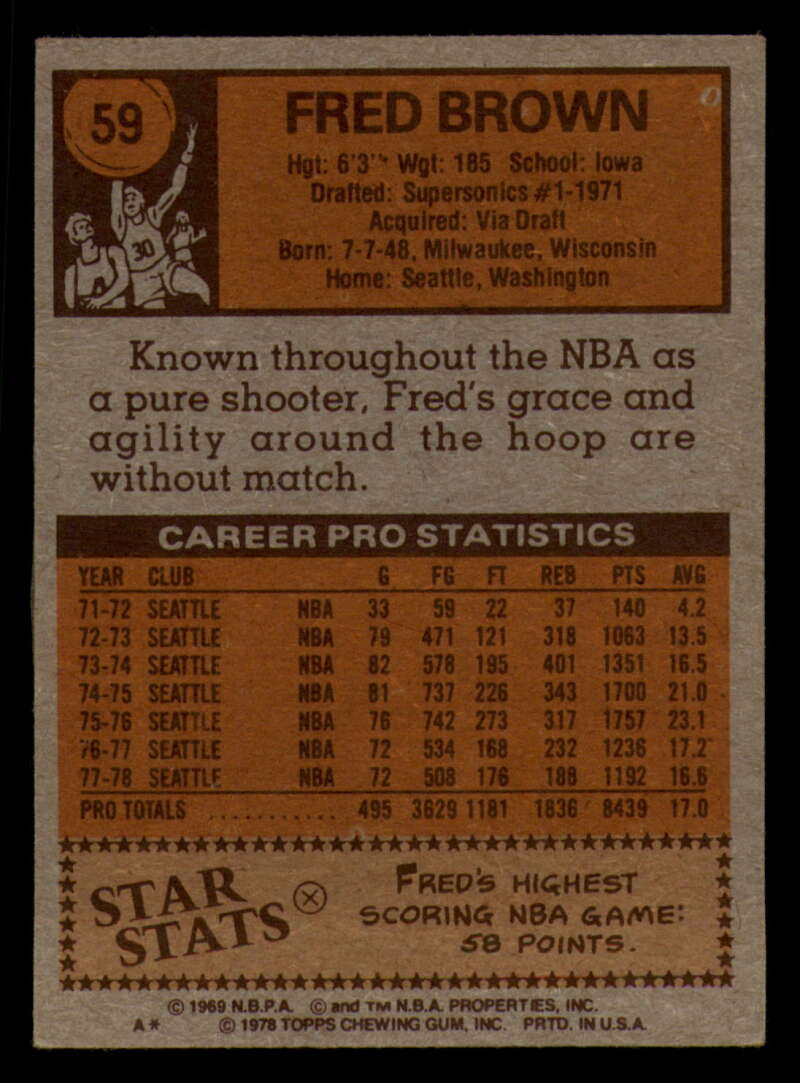 59
FRED BROWN
Hgt: 6'3" Wgt: 185 School: Iowa
Drafted: Supersonics #1-1971
Acquired: Via Draft
Born: 7-7-48, Milwaukee, Wisconsin
Home: Seattle, Washington
30
Known throughout the NBA as
a pure shooter, Fred's grace and
agility around the hoop are
without match.
CAREER PRO STATISTICS
YEAR CLUB G FG FT REB PTS AVG
71-72 SEATTLE NBA 33 59 22 37 140 4.2
72-73 SEATTLE NBA 79 471 121 318 1063 13.5
73-74 SEATTLE NBA 82 578 195 401 1351 16.5
74-75 SEATTLE NBA 81 737 226 343 1700 21.0
75-76 SEATTLE NBA 76 742 273 317 1757 23.1
76-77 SEATTLE NBA 72 534 168 232 1236 17.2
77-78 SEATTLE NBA 72 508 176 188 1192 16.6
PRO TOTALS ........... 495 3629 1181 1836 8439 17.0
STAR STATS
FRED'S HIGHEST
SCORING NBA GAME:
58 POINTS.
© 1969 N.B.P.A. © and TM N.B.A. PROPERTIES, INC.
A* © 1978 TOPPS CHEWING GUM, INC. PRTD. IN U.S.A.